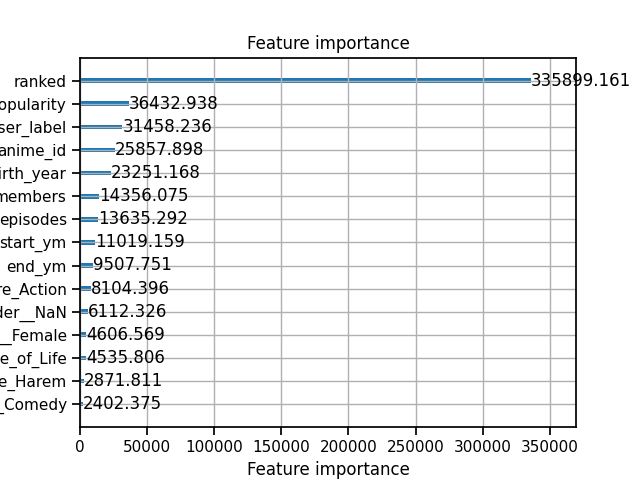 Feature importance
ranked 335899.161
opularity 36432.938
ser_label 31458.236
anime_id 25857.898
irth_year 23251.168
members 14356.075
episodes 13635.292
start_ym 11019.159
end_ym 9507.751
re_Action 8104.396
der__NaN 6112.326
__Female 4606.569
e_of_Life 4535.806
e_Harem 2871.811
_Comedy 2402.375
0 50000 100000 150000 200000 250000 300000 350000
Feature importance